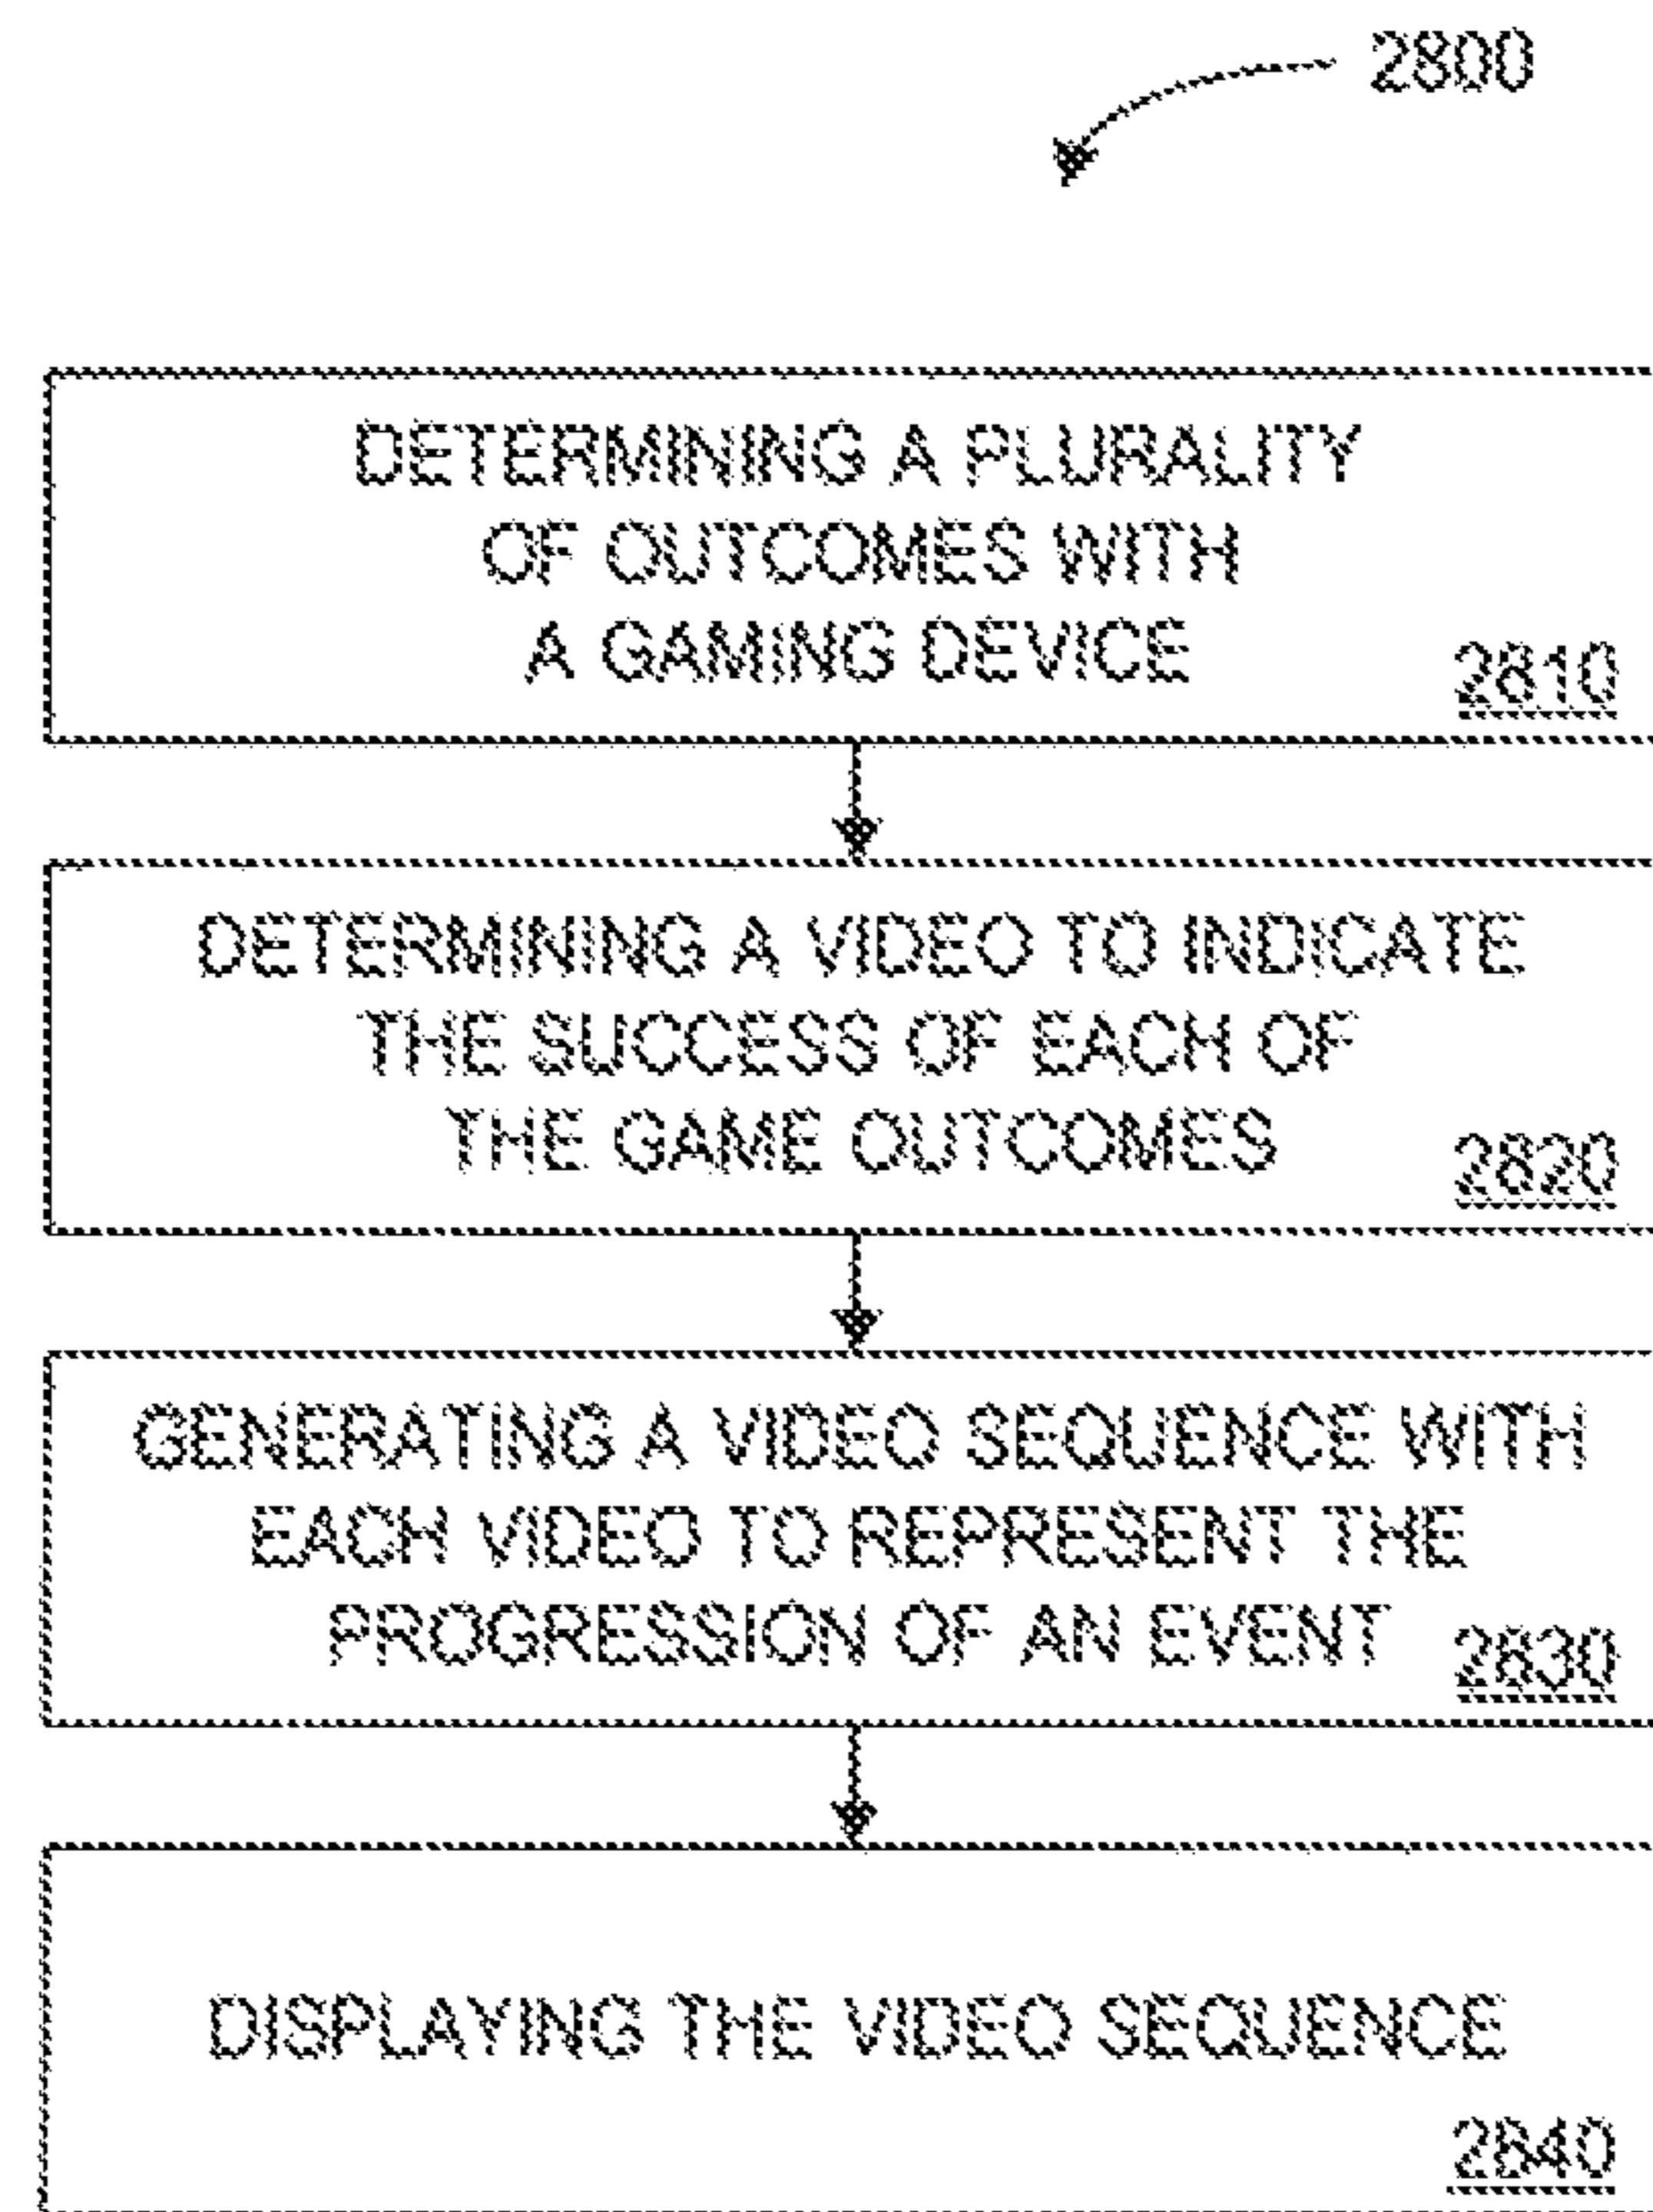 2800
DETERMINING A PLURALITY
OF OUTCOMES WITH
A GAMING DEVICE
2810
DETERMINING A VIDEO TO INDICATE
THE SUCCESS OF EACH OF
THE GAME OUTCOMES
2820
GENERATING A VIDEO SEQUENCE WITH
EACH VIDEO TO REPRESENT THE
PROGRESSION OF AN EVENT
2830
DISPLAYING THE VIDEO SEQUENCE
2840